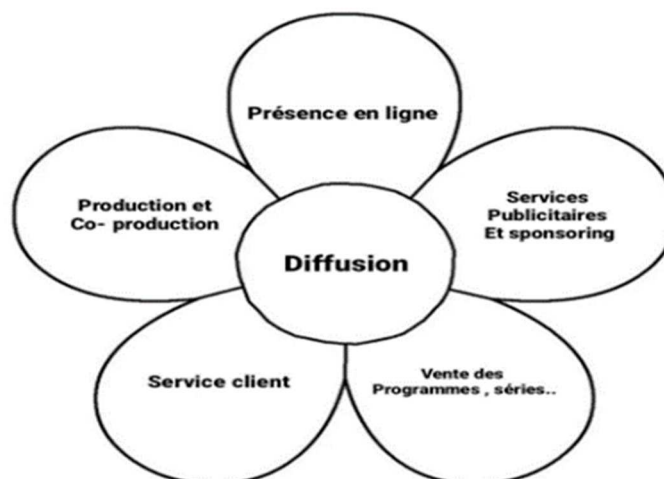 Présence en ligne
Production et
Co- production
Services
Publicitaires
Et sponsoring
Diffusion
Service client
Vente des
Programmes , séries..